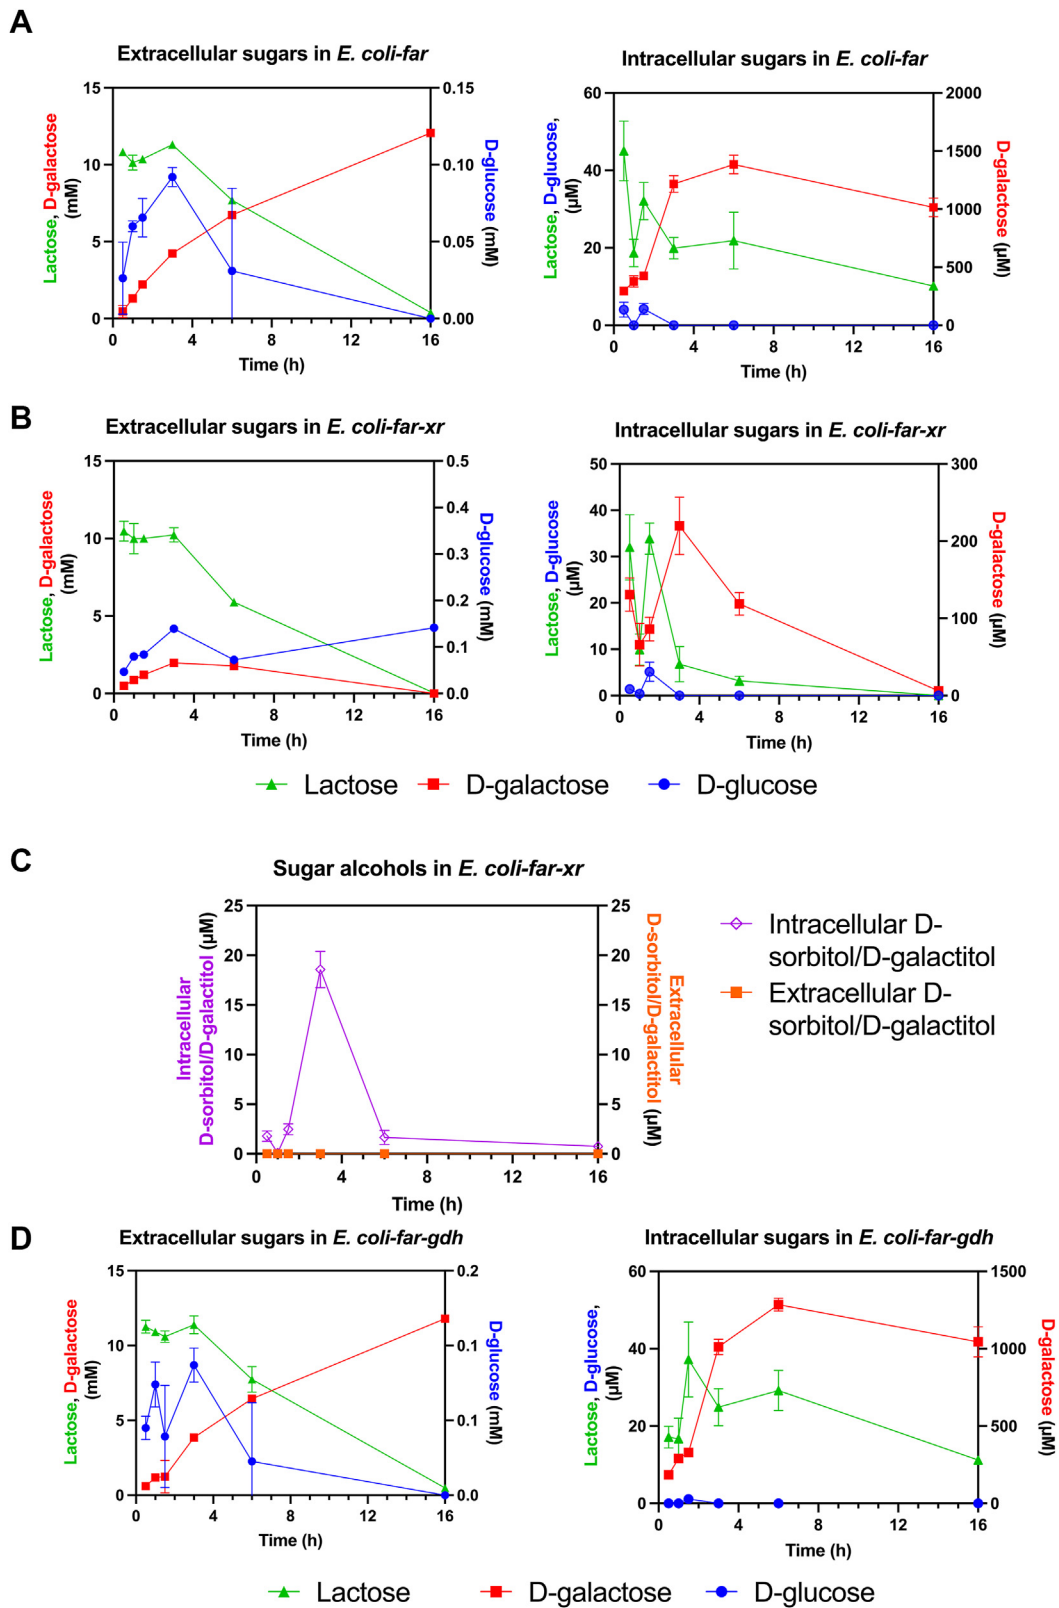 A
Extracellular sugars in E. coli-far
Lactose, D-galactose
(mM)
15
10
5
0
0.15
0.10
0.05
0.00
D-glucose (mM)
0 4 8 12 16
Time (h)
Intracellular sugars in E. coli-far
Lactose, D-glucose,
(µM)
60
40
20
0
2000
1500
1000
500
0
D-galactose (µM)
0 4 8 12 16
Time (h)
B
Extracellular sugars in E. coli-far-xr
Lactose, D-galactose
(mM)
15
10
5
0
0.5
0.4
0.3
0.2
0.1
0.0
D-glucose (mM)
0 4 8 12 16
Time (h)
Intracellular sugars in E. coli-far-xr
Lactose, D-glucose
(µM)
50
40
30
20
10
0
300
200
100
0
D-galactose (µM)
0 4 8 12 16
Time (h)
Lactose D-galactose D-glucose
C
Sugar alcohols in E. coli-far-xr
Intracellular
D-sorbitol/D-galactitol (µM)
25
20
15
10
5
0
25
20
15
10
5
0
Extracellular
D-sorbitol/D-galactitol (µM)
0 4 8 12 16
Time (h)
Intracellular D-
sorbitol/D-galactitol
Extracellular D-
sorbitol/D-galactitol
D
Extracellular sugars in E. coli-far-gdh
Lactose, D-galactose
(mM)
15
10
5
0
0.2
0.1
0.1
0.0
D-glucose (mM)
0 4 8 12 16
Time (h)
Intracellular sugars in E. coli-far-gdh
Lactose, D-glucose,
(µM)
60
40
20
0
1500
1000
500
0
D-galactose (µM)
0 4 8 12 16
Time (h)
Lactose D-galactose D-glucose